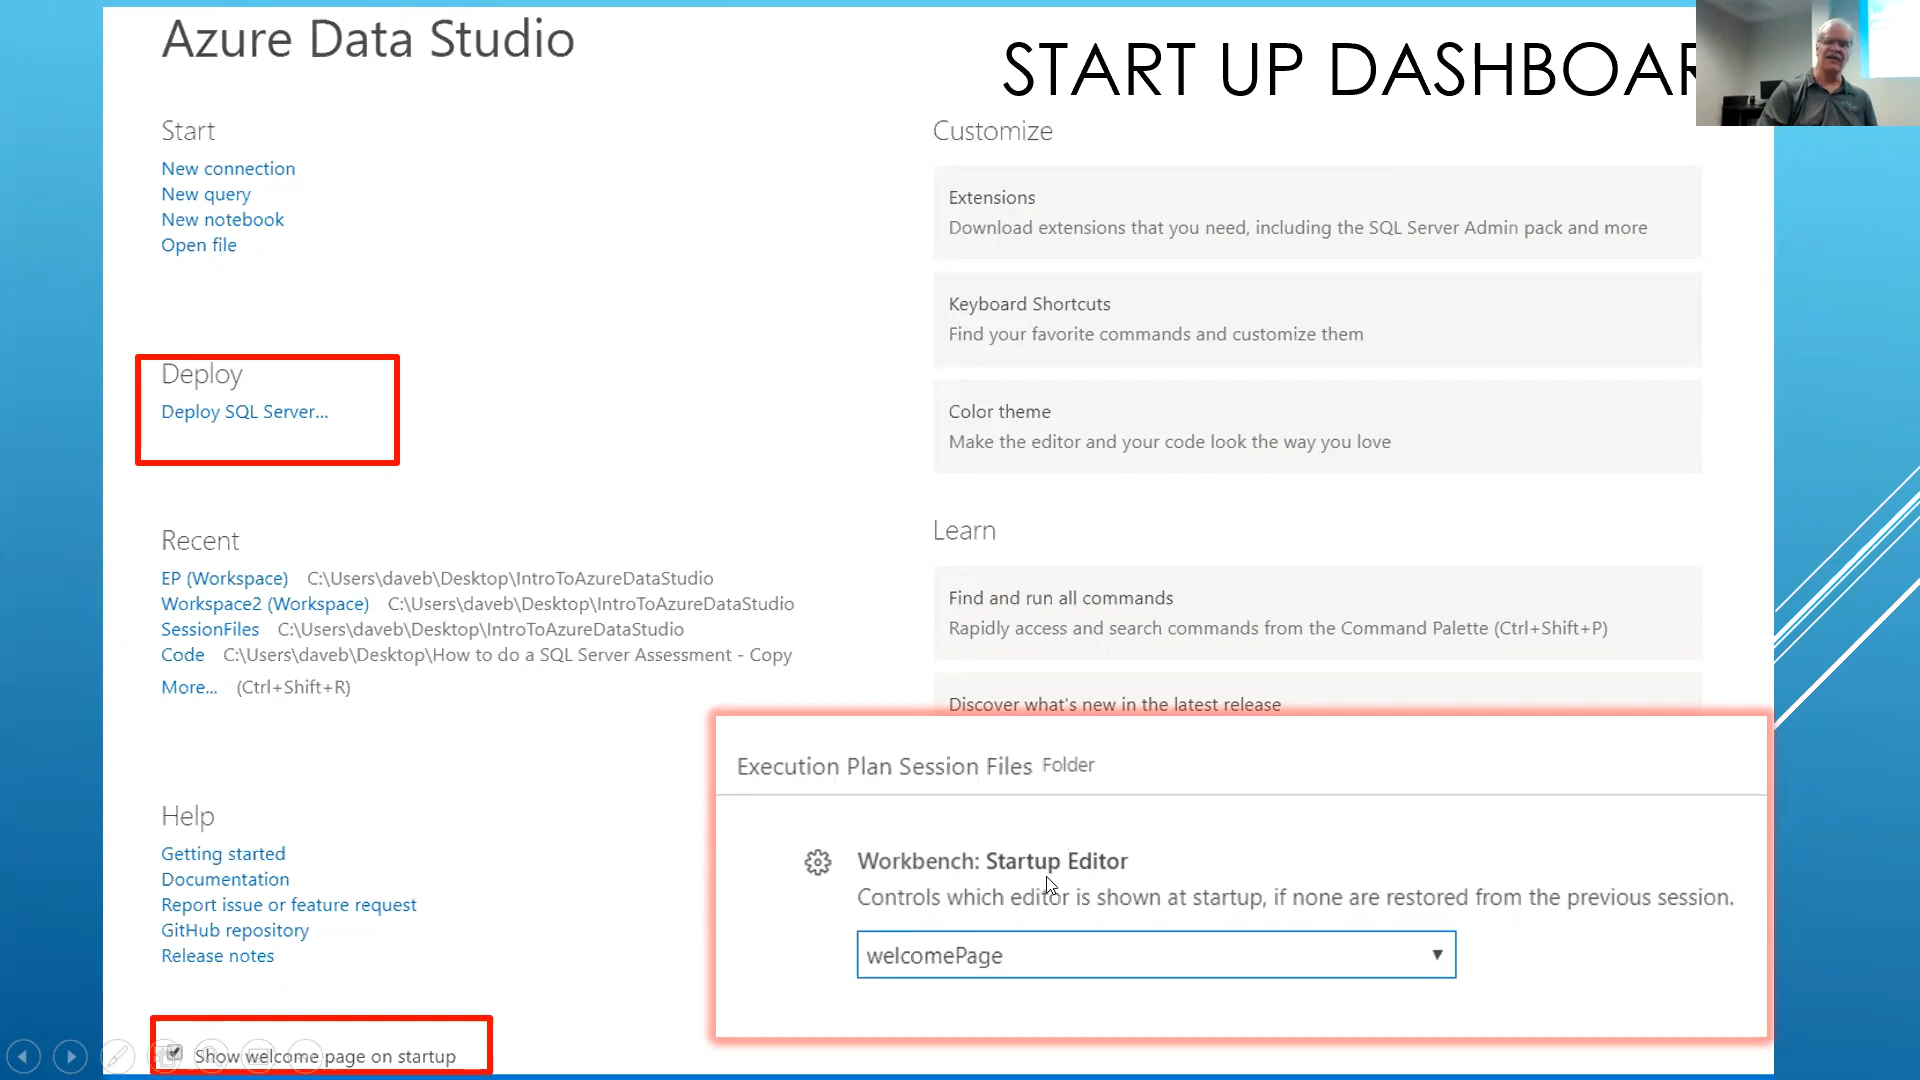 Azure Data Studio
START UP DASHBOAR
Start
New connection
New query
New notebook
Open file
Deploy
Deploy SQL Server...
Recent
EP (Workspace) C:\Users\daveb\Desktop\IntroToAzureDataStudio
Workspace2 (Workspace) C:\Users\daveb\Desktop\IntroToAzureDataStudio
SessionFiles C:\Users\daveb\Desktop\IntroToAzureDataStudio
Code C:\Users\daveb\Desktop\How to do a SQL Server Assessment - Copy
More... (Ctrl+Shift+R)
Help
Getting started
Documentation
Report issue or feature request
GitHub repository
Release notes
Show welcome page on startup
Customize
Extensions
Download extensions that you need, including the SQL Server Admin pack and more
Keyboard Shortcuts
Find your favorite commands and customize them
Color theme
Make the editor and your code look the way you love
Learn
Find and run all commands
Rapidly access and search commands from the Command Palette (Ctrl+Shift+P)
Discover what's new in the latest release
Execution Plan Session Files Folder
Workbench: Startup Editor
Controls which editor is shown at startup, if none are restored from the previous session.
welcomePage